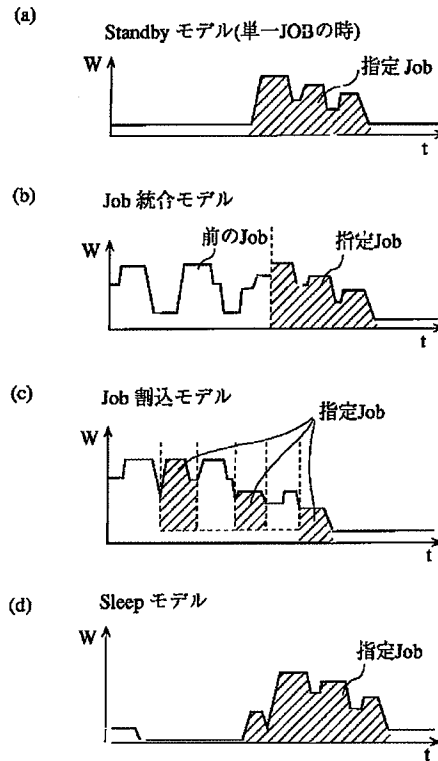 (a)
Standby モデル(単一JOBの時)
W
指定 Job
t
(b)
Job 統合モデル
W
前のJob
指定Job
t
(c)
Job 割込モデル
W
指定Job
t
(d)
Sleep モデル
W
指定Job
t